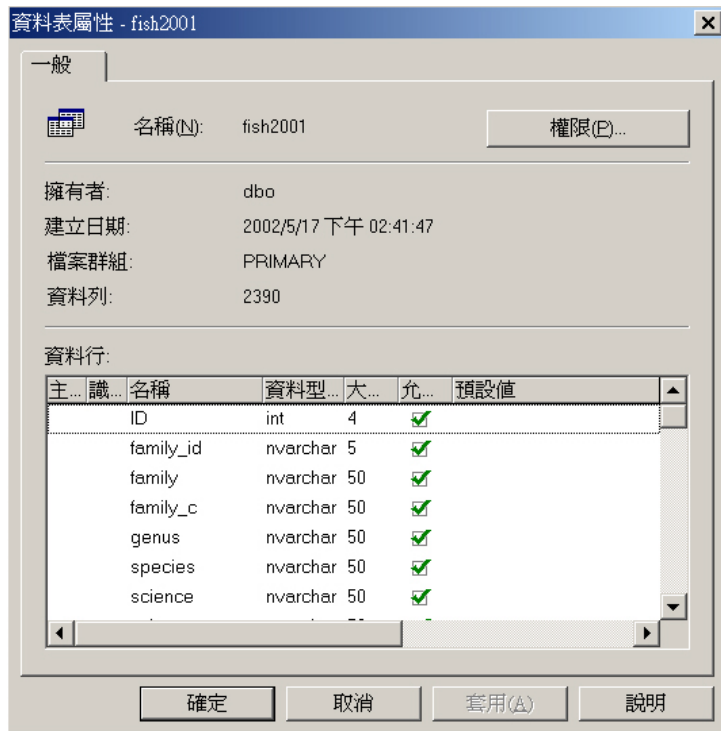 資料表屬性 - fish2001
一般
名稱(N): fish2001 權限(P)...
擁有者: dbo
建立日期: 2002/5/17 下午 02:41:47
檔案群組: PRIMARY
資料列: 2390
資料行:
主... 識... 名稱 資料型... 大... 允... 預設值
ID int 4
family_id nvarchar 5
family nvarchar 50
family_c nvarchar 50
genus nvarchar 50
species nvarchar 50
science nvarchar 50
確定 取消 套用(A) 說明